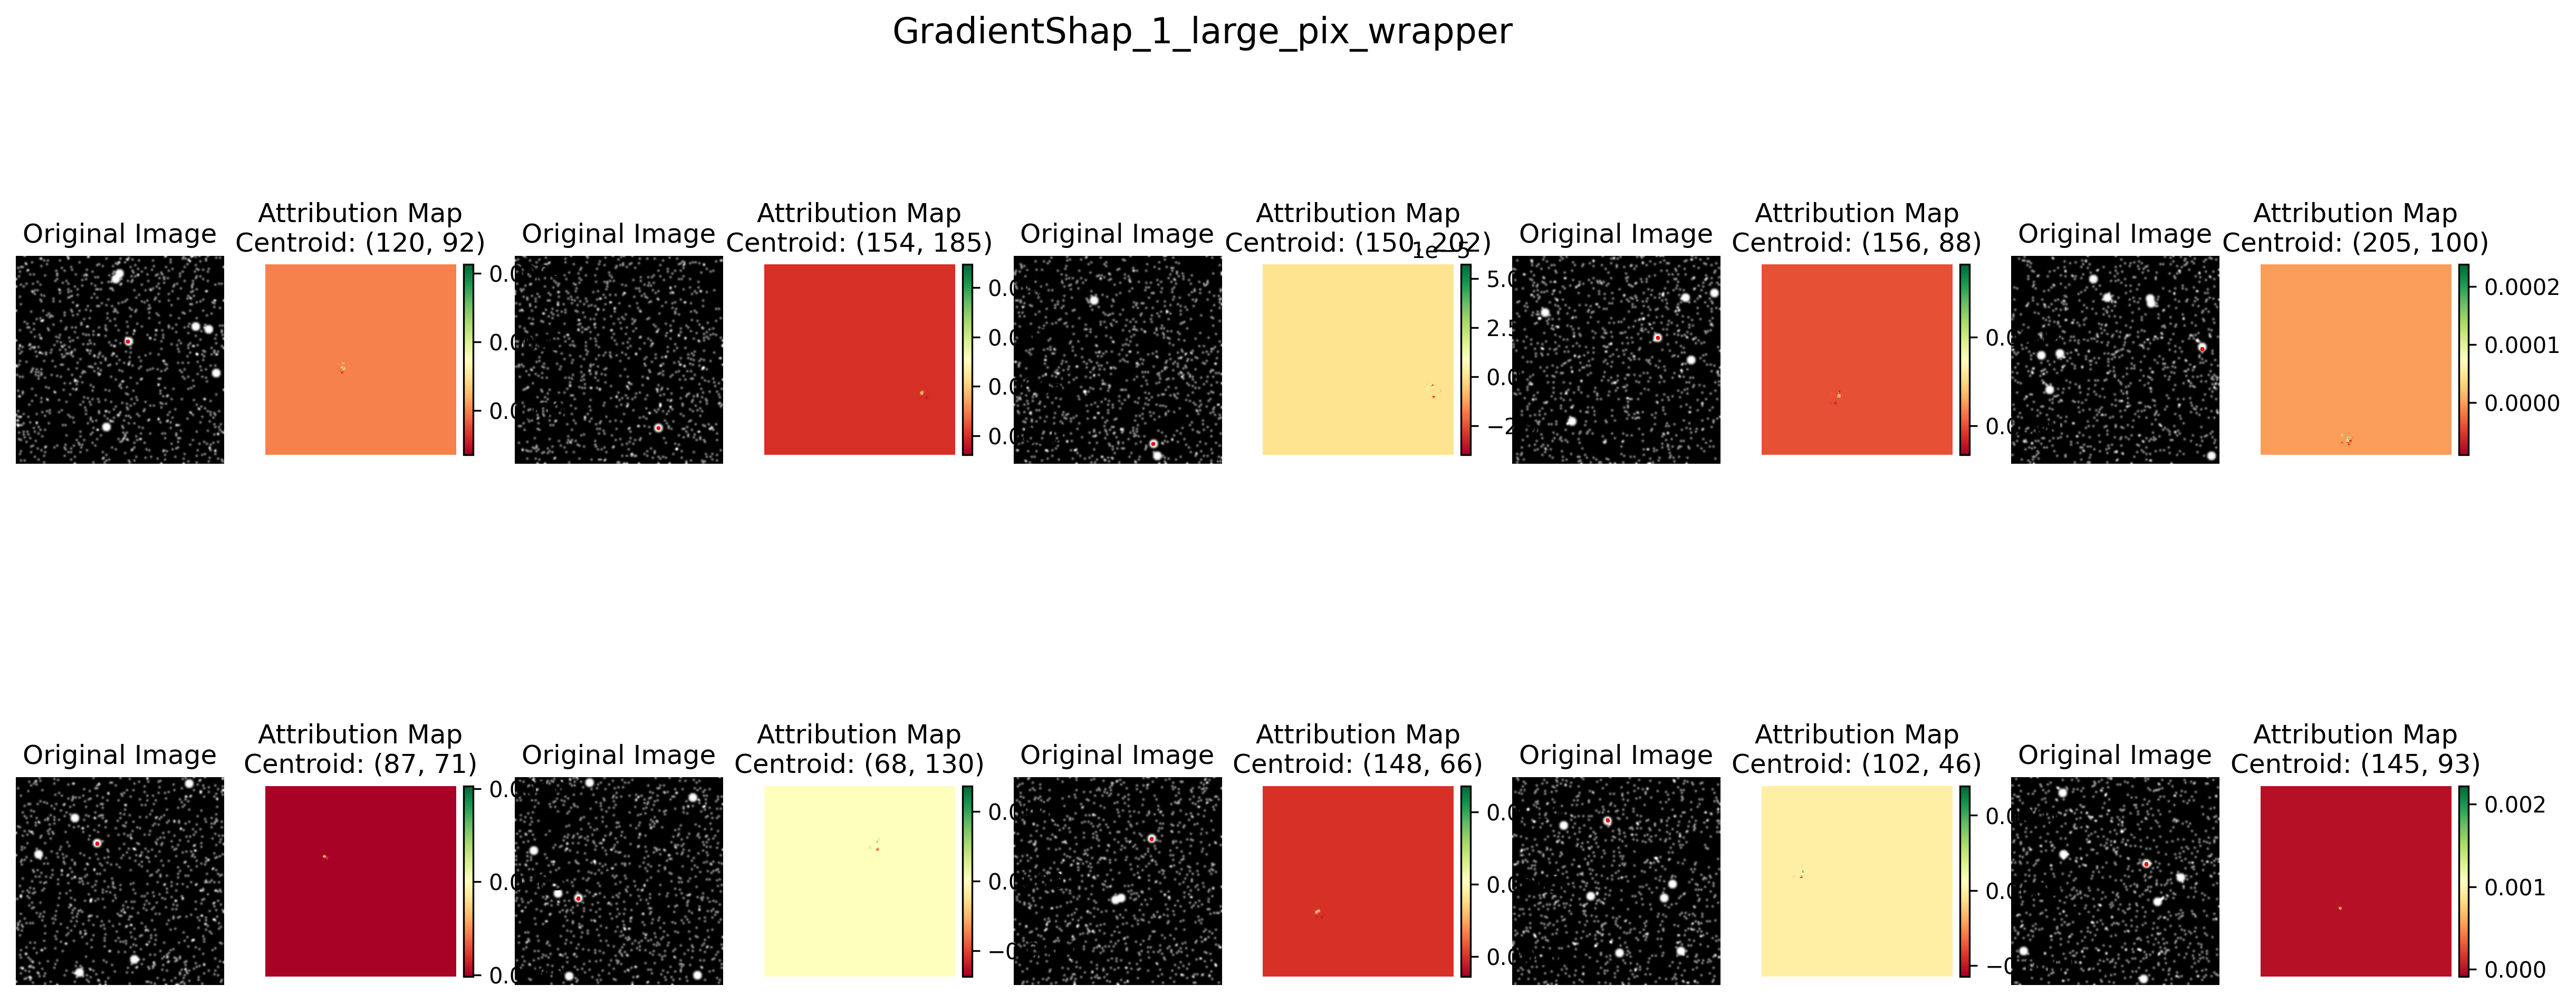 GradientShap_1_large_pix_wrapper
Original Image
Attribution Map
Centroid: (120, 92)
Original Image
Attribution Map
Centroid: (154, 185)
Original Image
Attribution Map
Centroid: (150, 202)
1e-5
5.0
2.5
0.0
Original Image
Attribution Map
Centroid: (156, 88)
Original Image
Attribution Map
Centroid: (205, 100)
0.0002
0.0001
0.0000
Original Image
Attribution Map
Centroid: (87, 71)
Original Image
Attribution Map
Centroid: (68, 130)
Original Image
Attribution Map
Centroid: (148, 66)
Original Image
Attribution Map
Centroid: (102, 46)
Original Image
Attribution Map
Centroid: (145, 93)
0.002
0.001
0.000